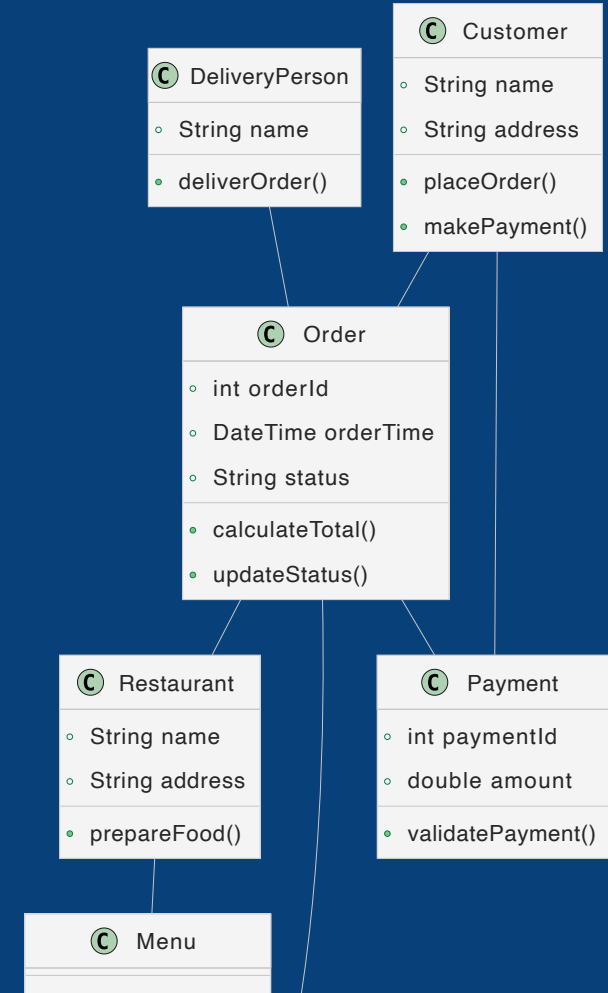 C Customer
String name
String address
placeOrder()
makePayment()
C DeliveryPerson
String name
deliverOrder()
C Order
int orderId
DateTime orderTime
String status
calculateTotal()
updateStatus()
C Restaurant
String name
String address
prepareFood()
C Payment
int paymentId
double amount
validatePayment()
C Menu